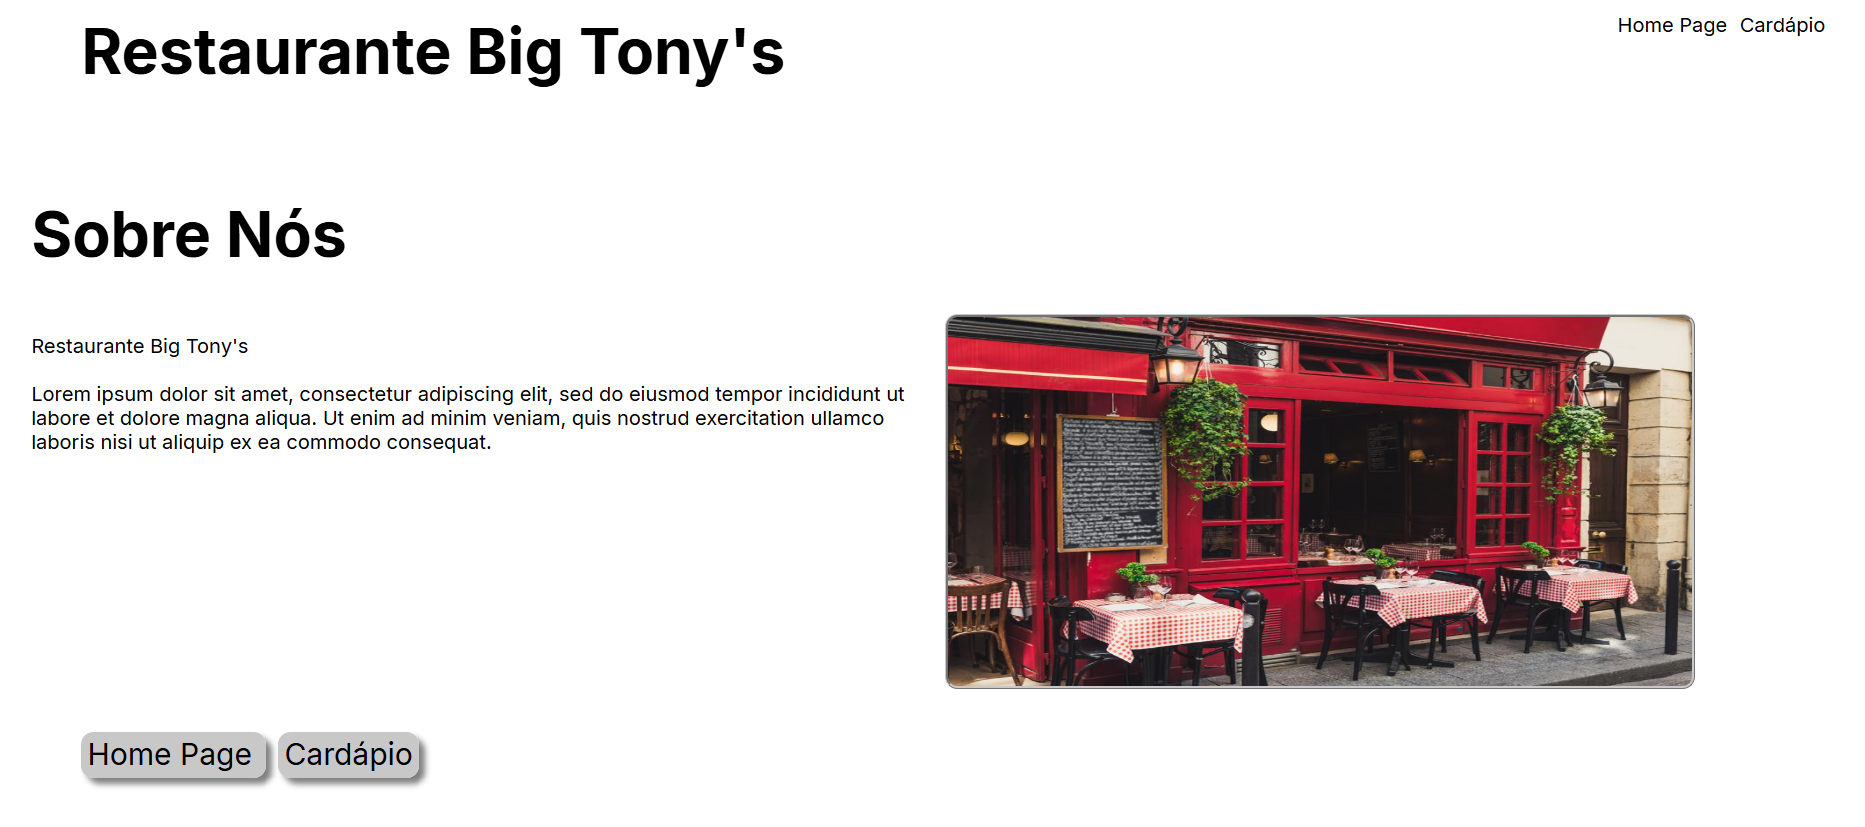 Restaurante Big Tony's
Home Page Cardápio
Sobre Nós
Restaurante Big Tony's
Lorem ipsum dolor sit amet, consectetur adipiscing elit, sed do eiusmod tempor incididunt ut
labore et dolore magna aliqua. Ut enim ad minim veniam, quis nostrud exercitation ullamco
laboris nisi ut aliquip ex ea commodo consequat.
Home Page Cardápio